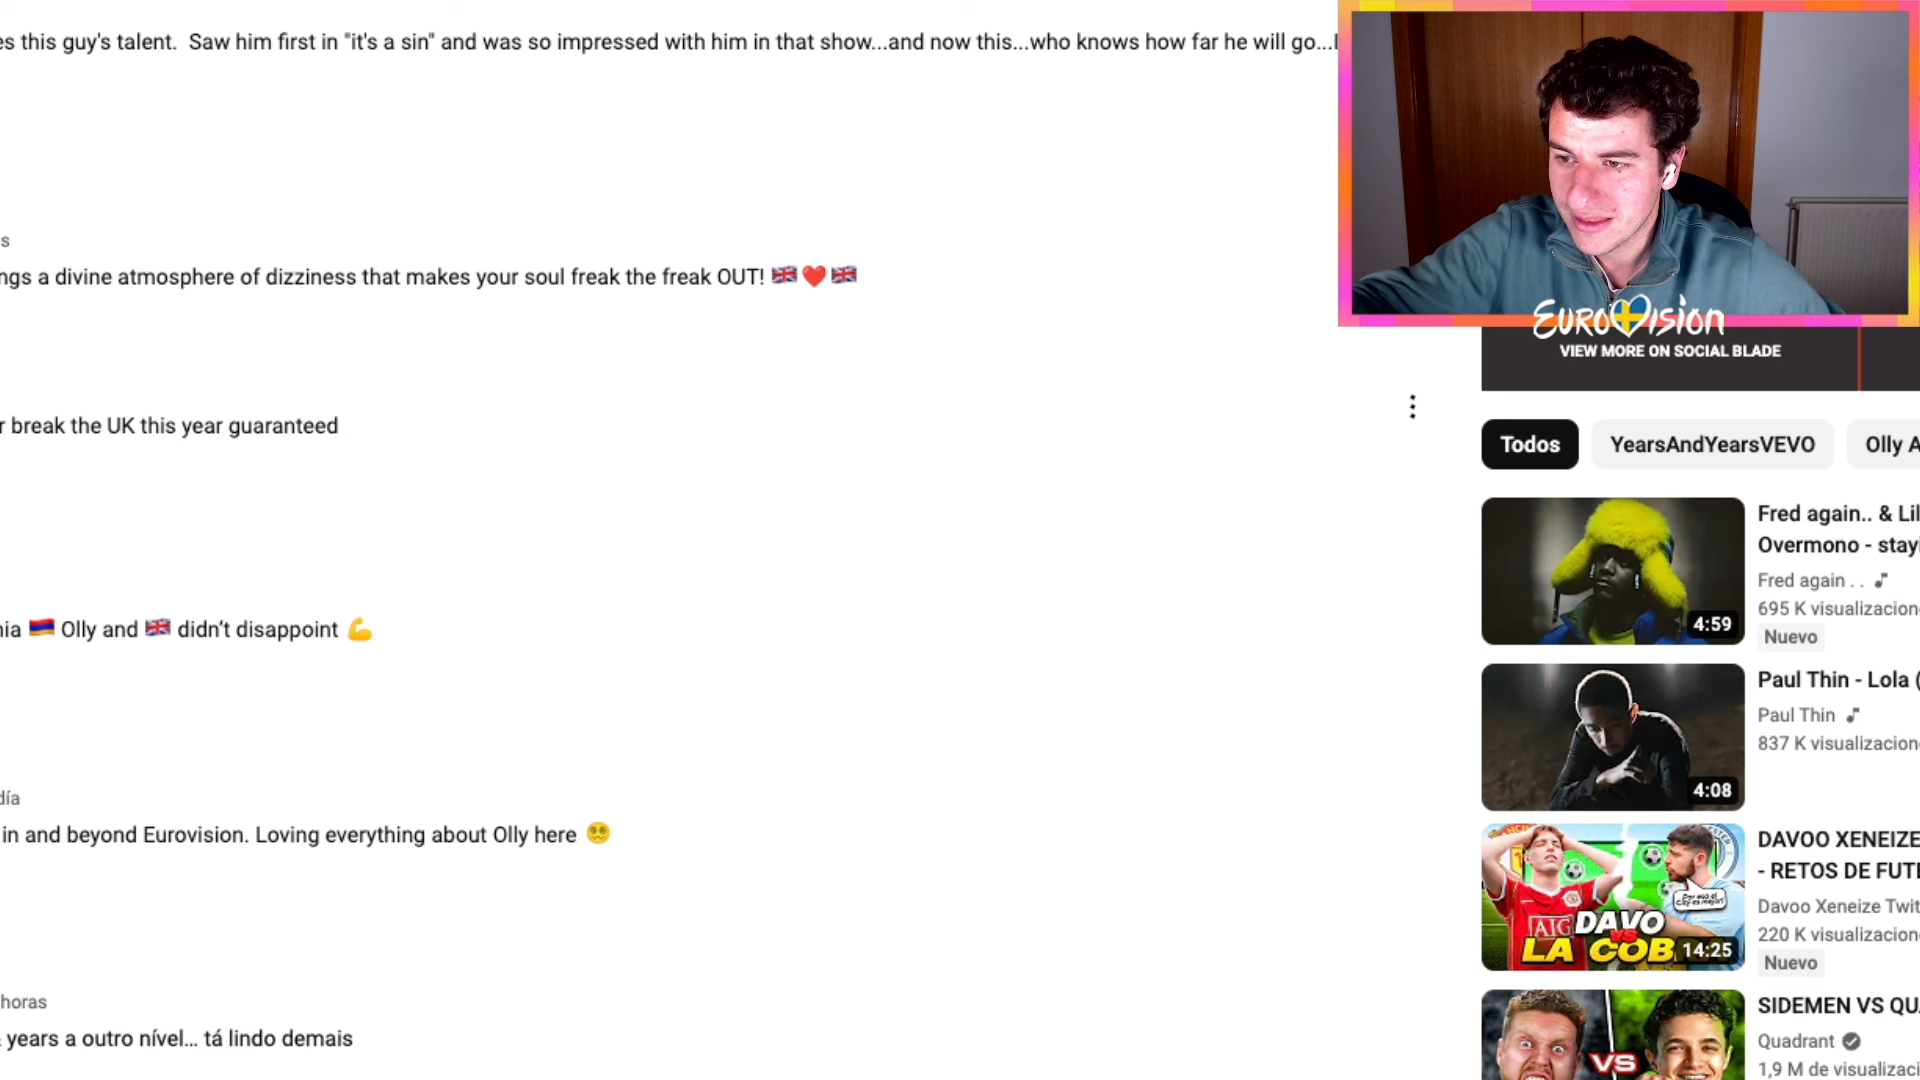 es this guy's talent. Saw him first in "it's a sin" and was so impressed with him in that show...and now this...who knows how far he will go...
s
ngs a divine atmosphere of dizziness that makes your soul freak the freak OUT! 🇬🇧❤️🇬🇧
r break the UK this year guaranteed
nia 🇦🇲 Olly and 🇬🇧 didn't disappoint 💪
día
in and beyond Eurovision. Loving everything about Olly here 😵‍💫
horas
years a outro nível... tá lindo demais
EUROVISION
VIEW MORE ON SOCIAL BLADE
Todos
YearsAndYearsVEVO
Olly A
Fred again.. & Lil
Overmono - stayi
Fred again . .
695 K visualizacion
Nuevo
4:59
Paul Thin - Lola (
Paul Thin
837 K visualizacion
4:08
DAVOO XENEIZE
- RETOS DE FUT
Davoo Xeneize Twit
220 K visualizacion
Nuevo
AIG
DAVO
VS
LA COB
14:25
SIDEMEN VS QU
Quadrant
1,9 M de visualizaci
VS